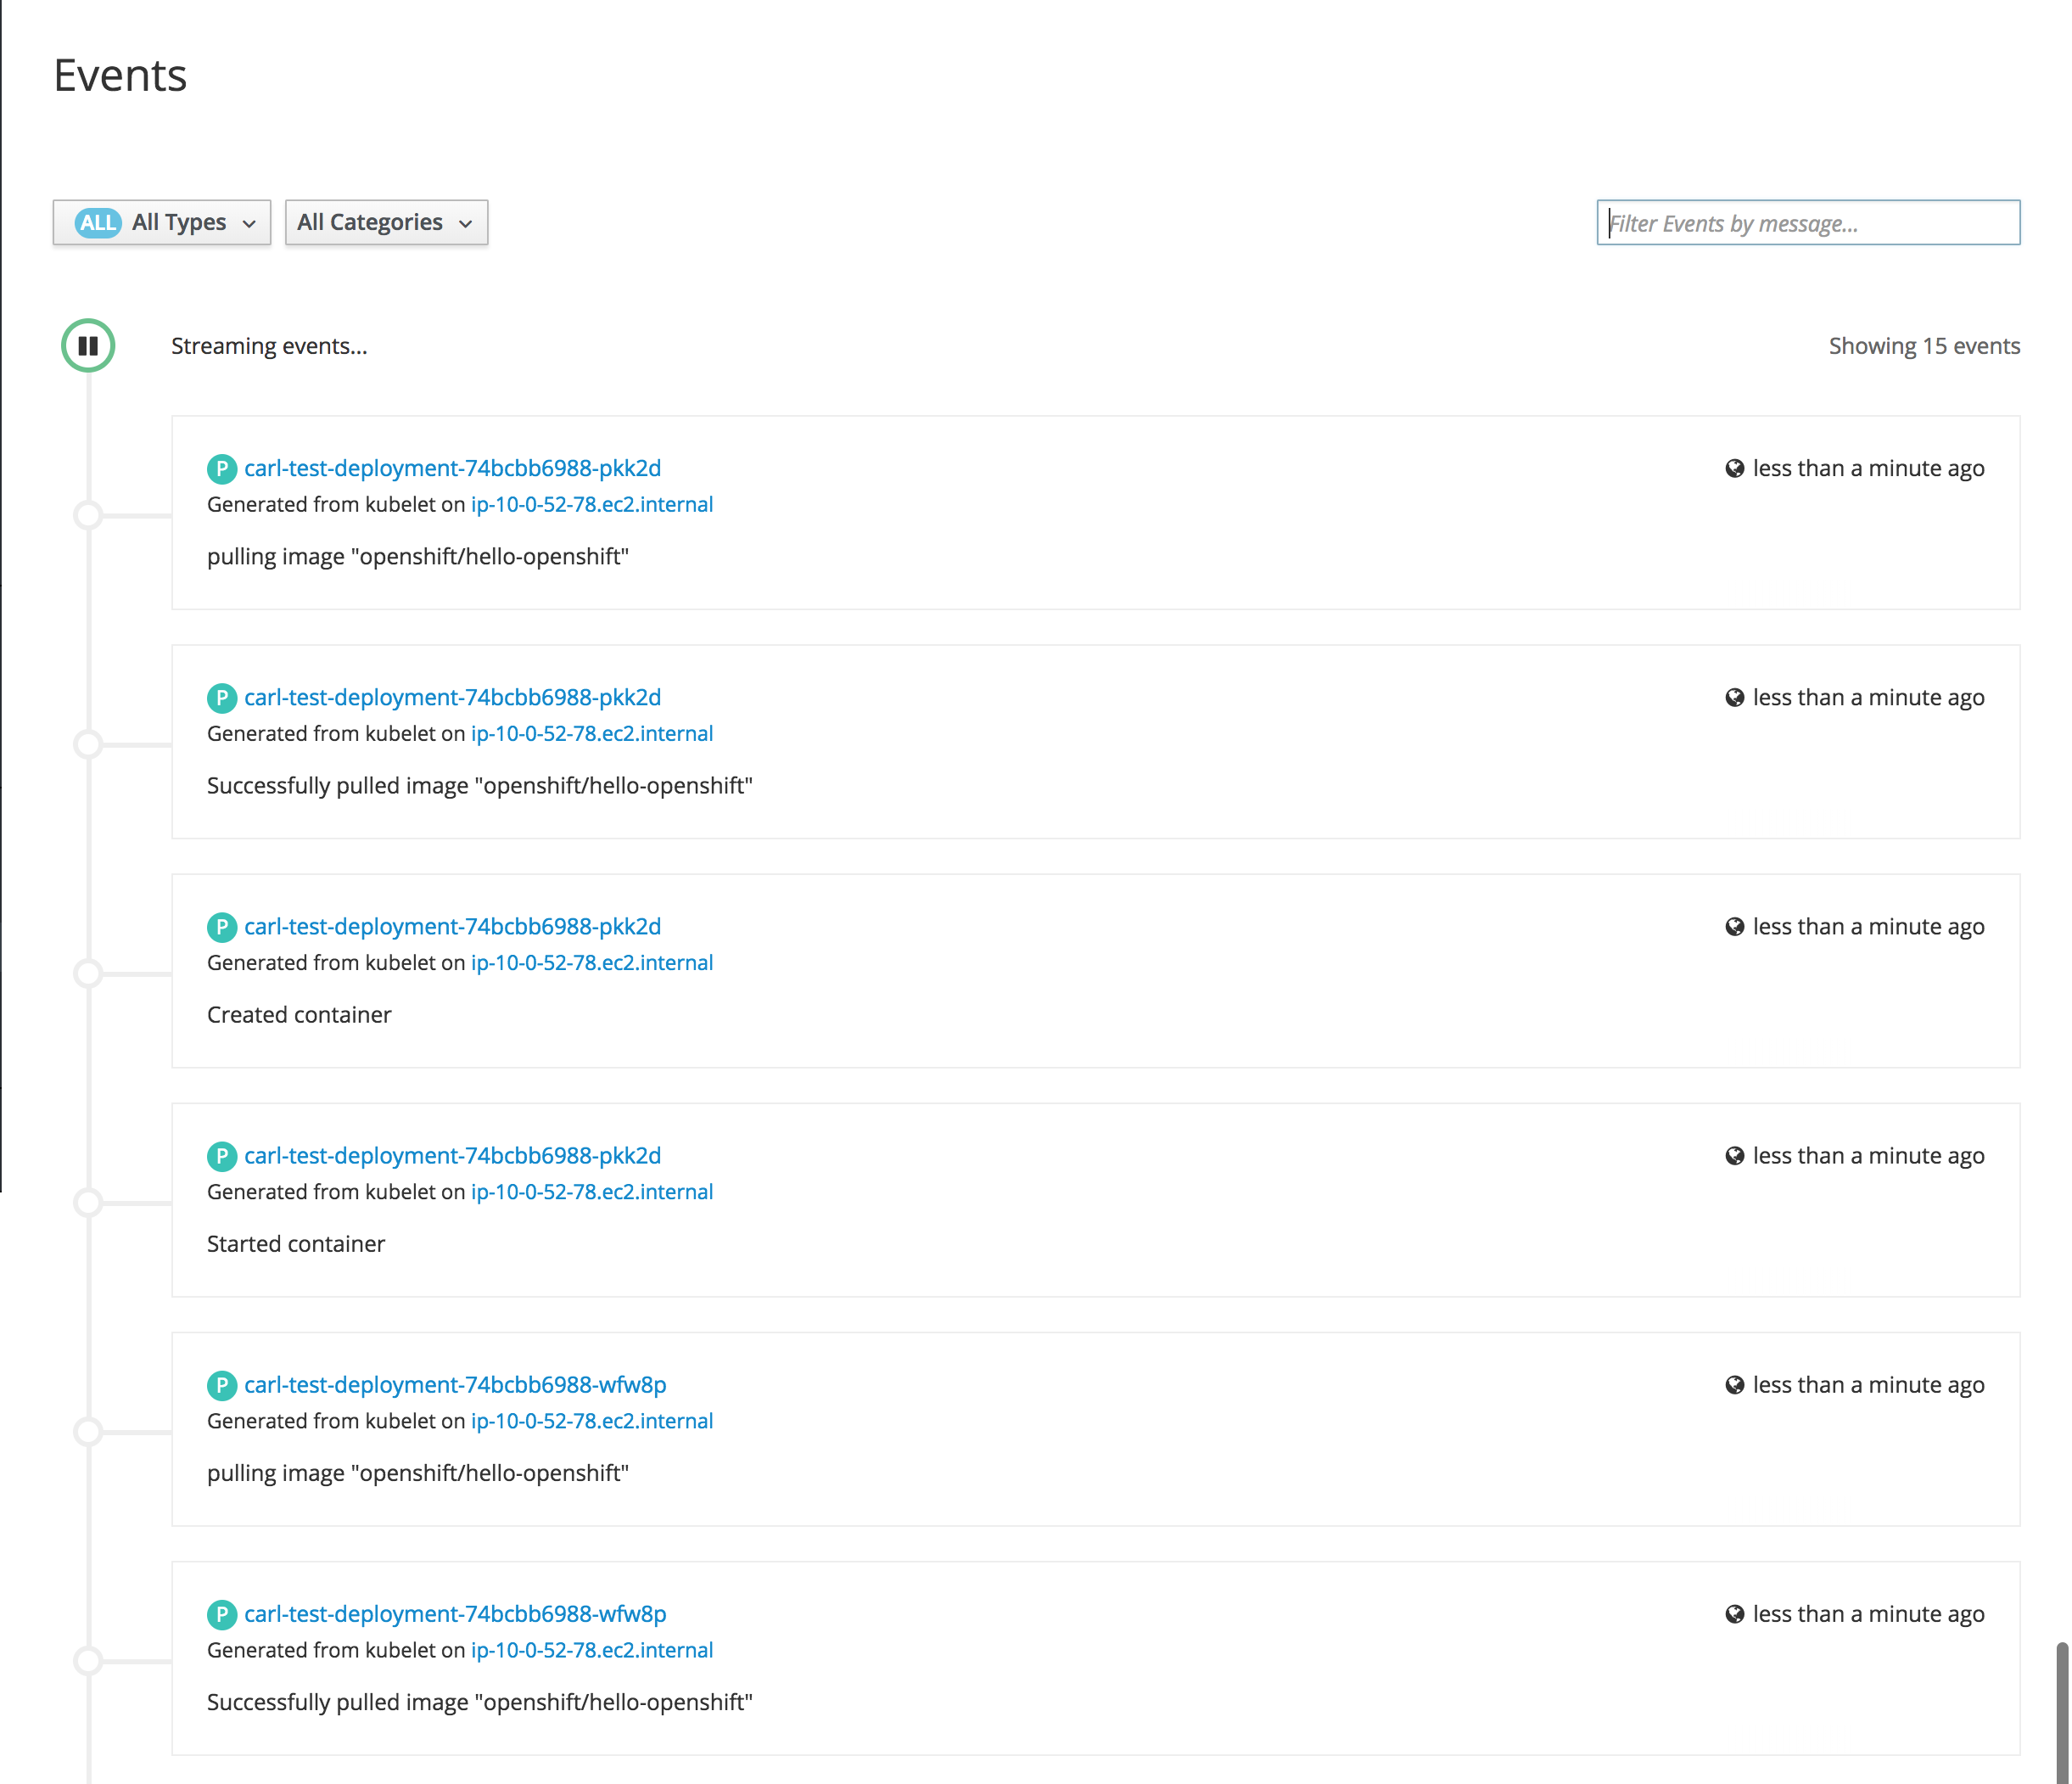 Events
ALL All Types All Categories Filter Events by message...
Streaming events... Showing 15 events
P carl-test-deployment-74bcbb6988-pkk2d less than a minute ago
Generated from kubelet on ip-10-0-52-78.ec2.internal
pulling image "openshift/hello-openshift"
P carl-test-deployment-74bcbb6988-pkk2d less than a minute ago
Generated from kubelet on ip-10-0-52-78.ec2.internal
Successfully pulled image "openshift/hello-openshift"
P carl-test-deployment-74bcbb6988-pkk2d less than a minute ago
Generated from kubelet on ip-10-0-52-78.ec2.internal
Created container
P carl-test-deployment-74bcbb6988-pkk2d less than a minute ago
Generated from kubelet on ip-10-0-52-78.ec2.internal
Started container
P carl-test-deployment-74bcbb6988-wfw8p less than a minute ago
Generated from kubelet on ip-10-0-52-78.ec2.internal
pulling image "openshift/hello-openshift"
P carl-test-deployment-74bcbb6988-wfw8p less than a minute ago
Generated from kubelet on ip-10-0-52-78.ec2.internal
Successfully pulled image "openshift/hello-openshift"